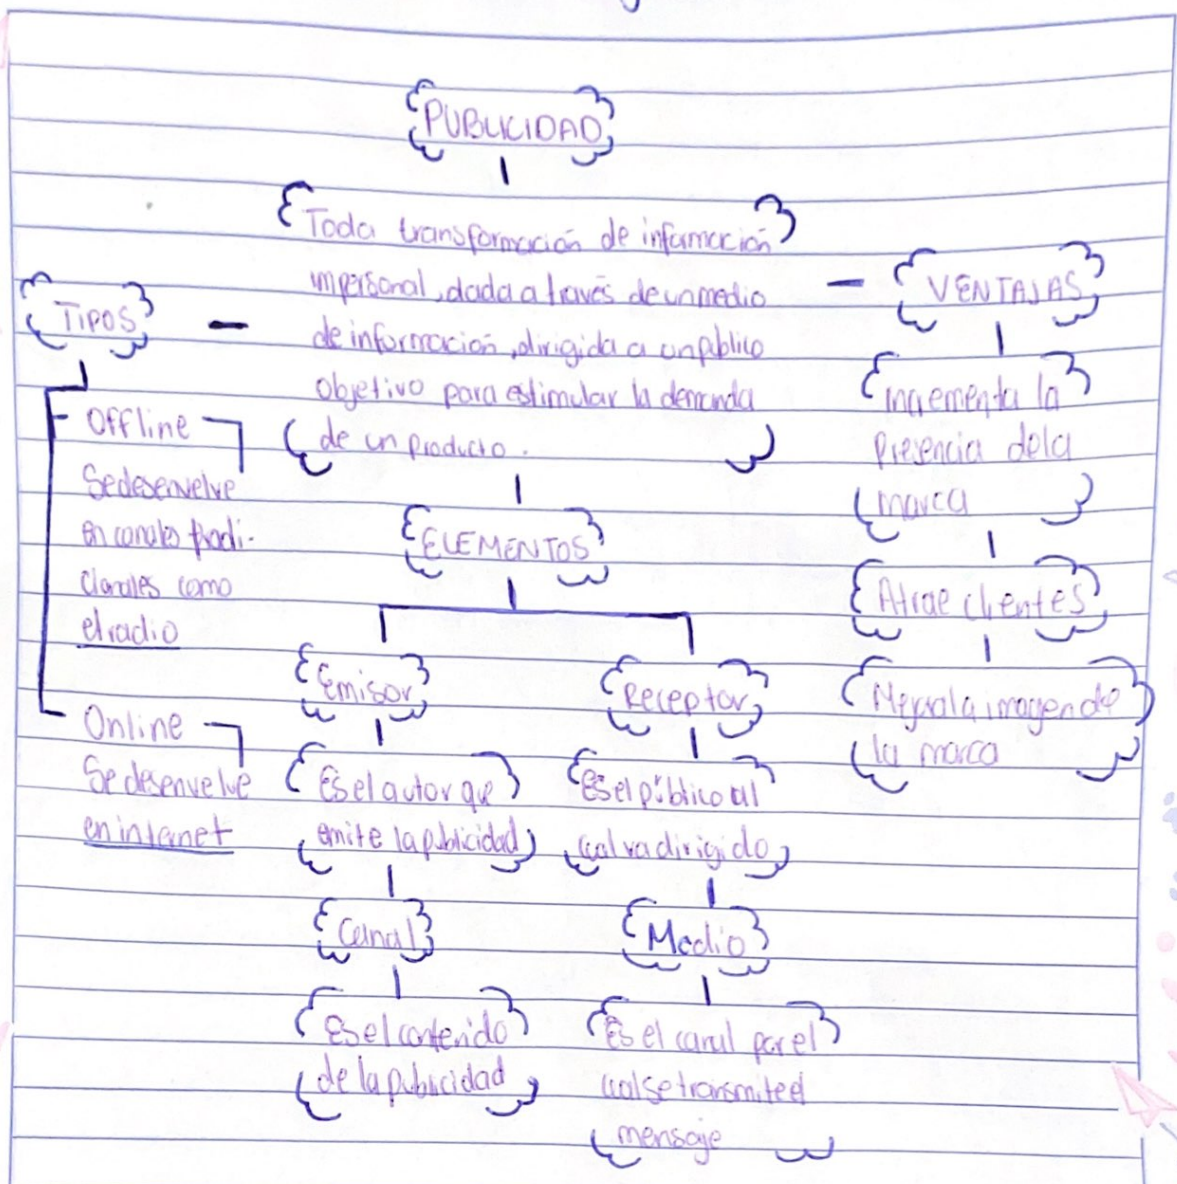 PUBLICIDAD
Toda transformación de información
impersonal, dada a través de un medio
de información, dirigida a un público
objetivo para estimular la demanda
de un producto.
TIPOS
Offline
Se desenvelve
en canales tradi-
cionales como
el radio
Online
Se desenvuelve
en internet
ELEMENTOS
Emisor
Es el autor que
emite la publicidad
Canal
Es el contenido
de la publicidad
Receptor
Es el público al
cual va dirigido
Medio
Es el canal por el
cual se transmite el
mensaje
VENTAJAS
Incrementa la
presencia de la
marca
Atrae clientes
Mejora la imagen de
la marca